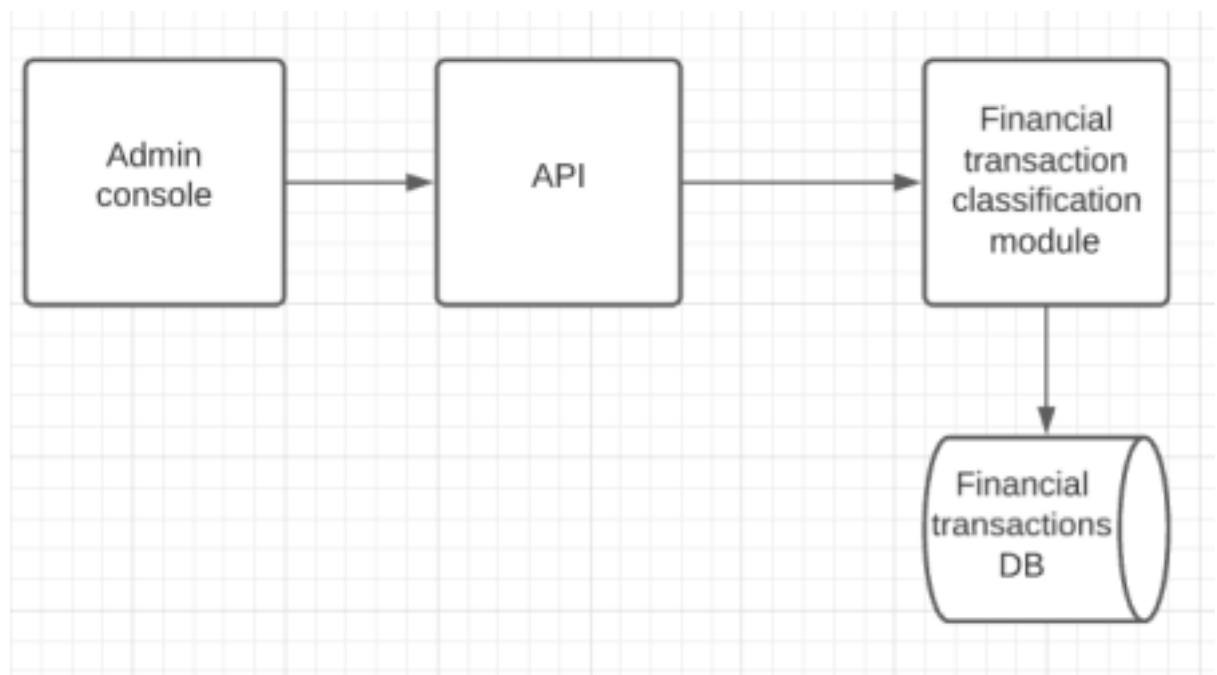 Admin
console
API
Financial
transaction
classification
module
Financial
transactions
DB